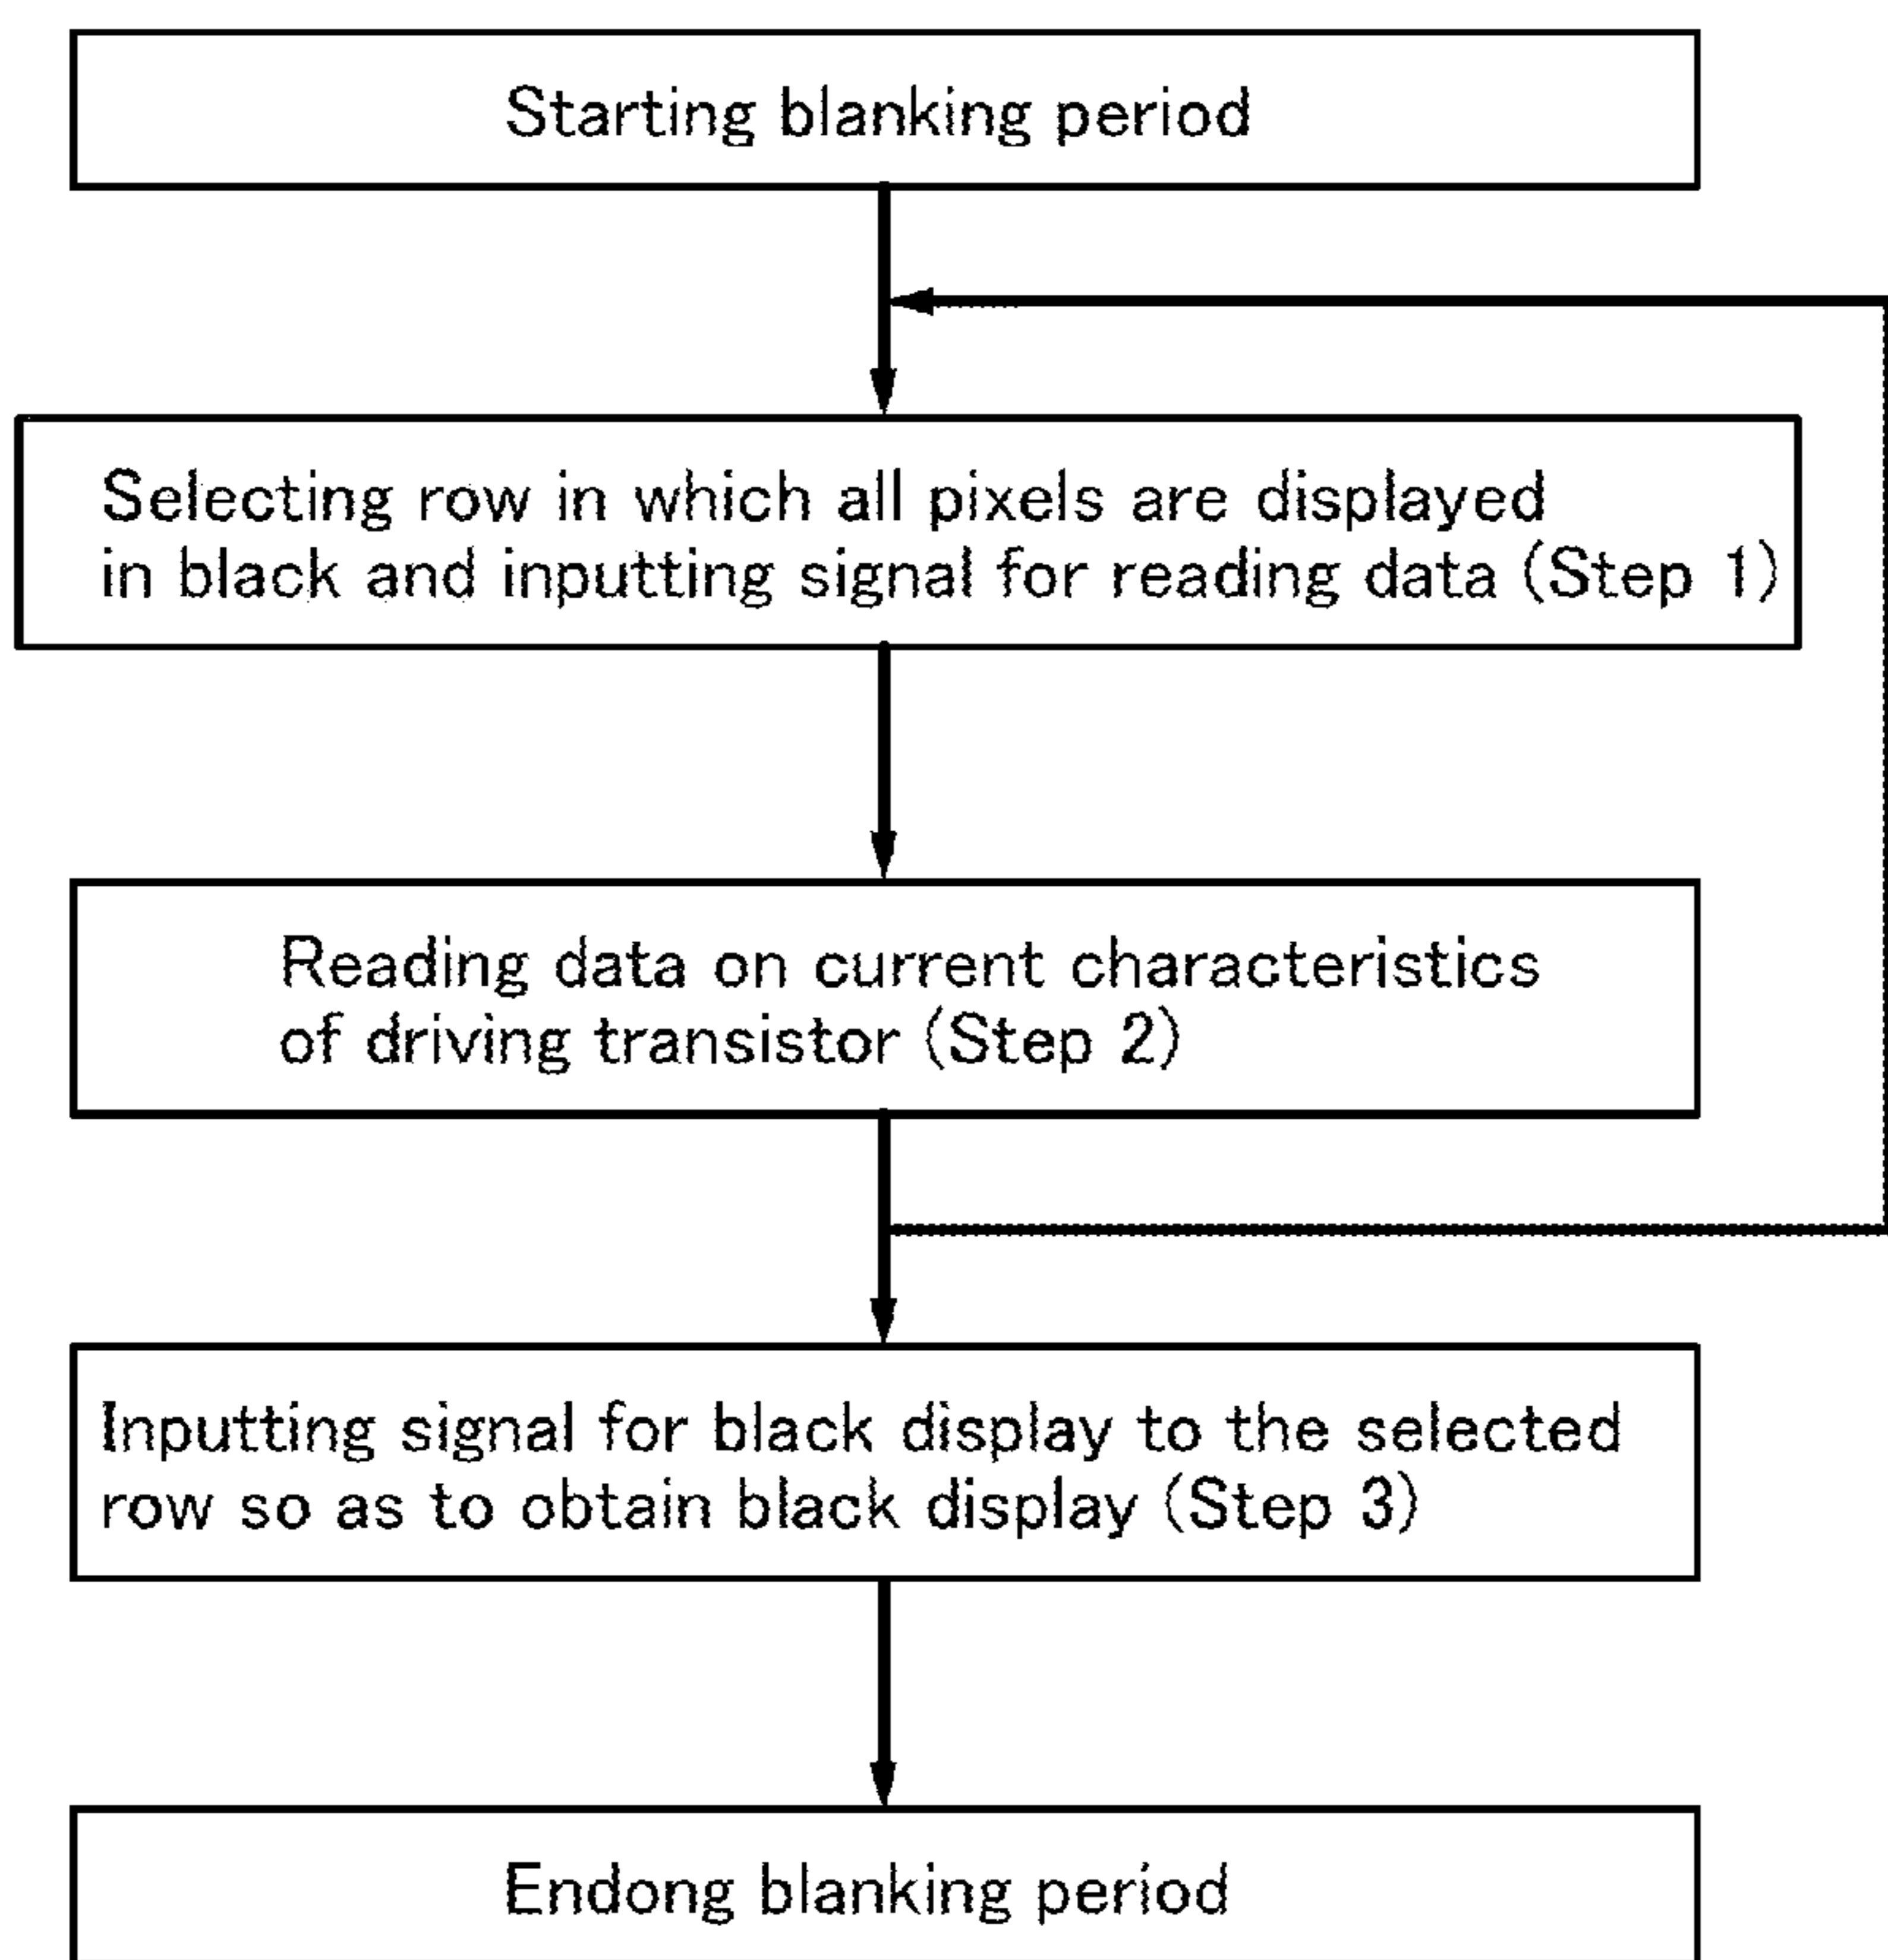 Starting blanking period
Selecting row in which all pixels are displayed
in black and inputting signal for reading data (Step 1)
Reading data on current characteristics
of driving transistor (Step 2)
Inputting signal for black display to the selected
row so as to obtain black display (Step 3)
Endong blanking period